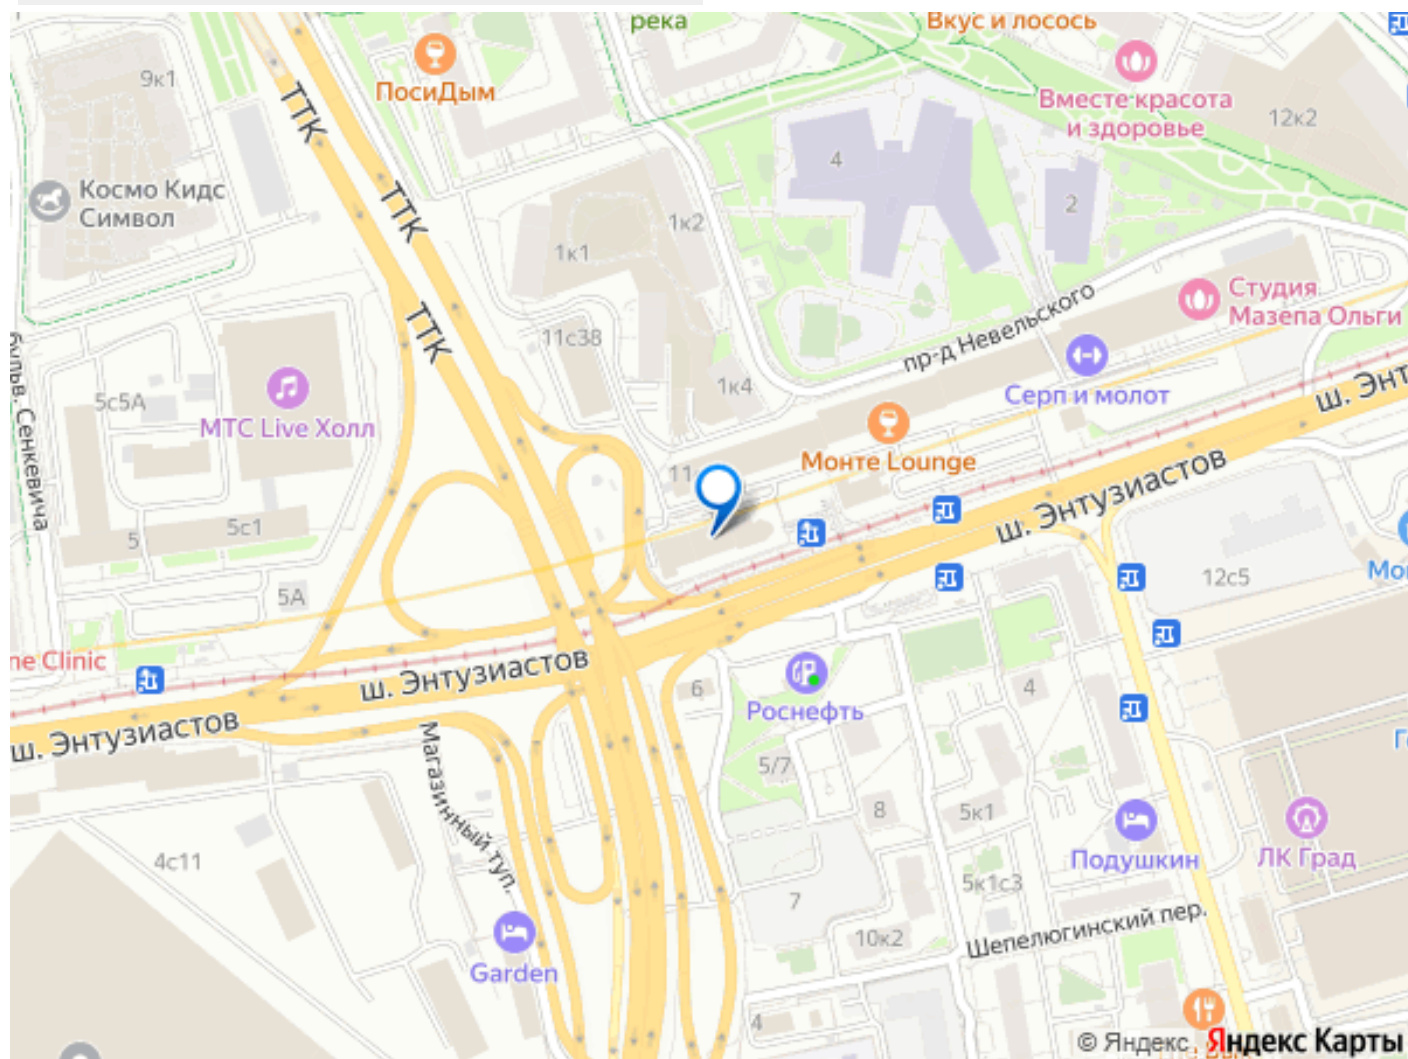 река
Вкус и лосось
9к1
ПосиДым
ТТК
Вместе красота
и здоровье
12к2
4
Космо Кидс
Символ
ТТК
2
1к2
1к1
Студия
Мазепа Ольги
пр-д Невельского
ТТК
11с38
бульв. Сенкевича
1к4
Серп и молот
ш. Энт
5с5А
МТС Live Холл
Монте Lounge
11
ш. Энтузиастов
5с1
5
12с5
Мо
5А
ne Clinic
ш. Энтузиастов
6
4
ш. Энтузиастов
Роснефть
Магазинный туп.
5/7
8
5к1
4с11
Подушкин
ЛК Град
5к1с3
7
Шепелюгинский пер.
10к2
Garden
4
© Яндекс Яндекс Карты